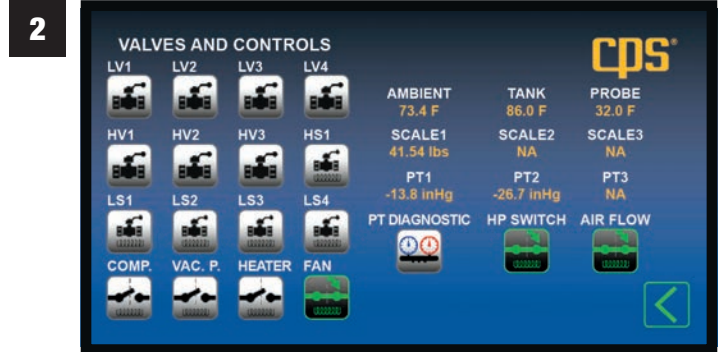 2
VALVES AND CONTROLS
cps®
LV1 LV2 LV3 LV4
AMBIENT TANK PROBE
73.4 F 86.0 F 32.0 F
HV1 HV2 HV3 HS1
SCALE1 SCALE2 SCALE3
41.54 lbs NA NA
PT1 PT2 PT3
-13.8 inHg -26.7 inHg NA
LS1 LS2 LS3 LS4
PT DIAGNOSTIC HP SWITCH AIR FLOW
COMP. VAC. P. HEATER FAN